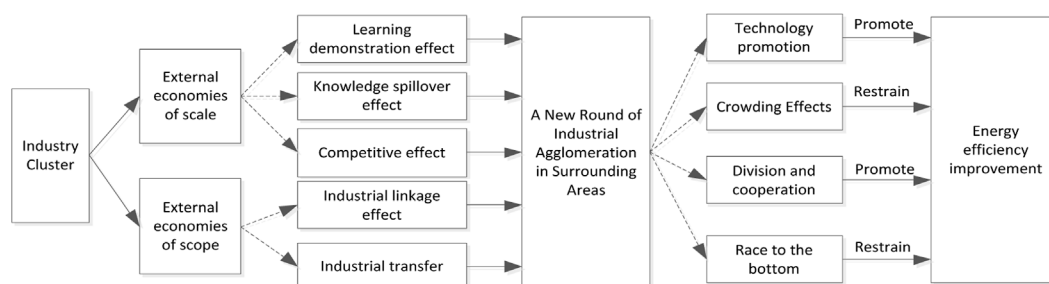 Industry
Cluster
External
economies
of scale
External
economies
of scope
Learning
demonstration effect
Knowledge spillover
effect
Competitive effect
Industrial linkage
effect
Industrial transfer
A New Round of
Industrial
Agglomeration
in Surrounding
Areas
Technology
promotion
Crowding Effects
Division and
cooperation
Race to the
bottom
Promote
Restrain
Promote
Restrain
Energy
efficiency
improvement